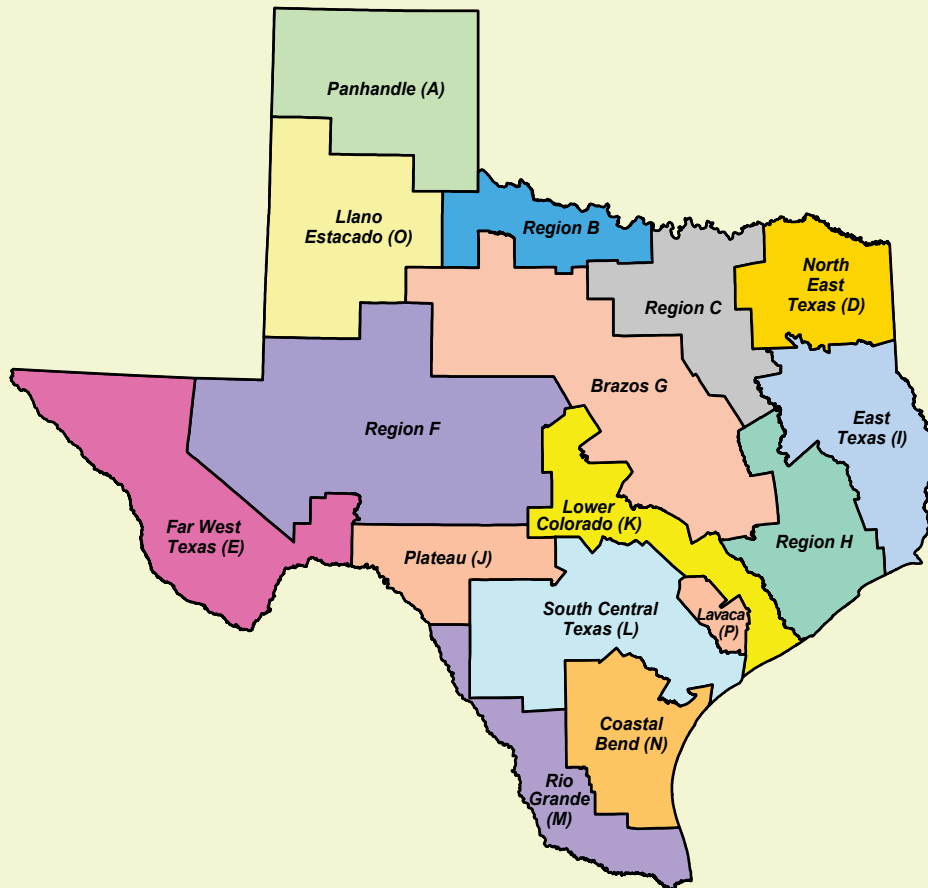 Panhandle (A)
Llano
Estacado (O)
Region B
North
East
Texas (D)
Region C
Brazos G
East
Texas (I)
Region F
Lower
Colorado (K)
Far West
Texas (E)
Region H
Plateau (J)
South Central
Texas (L)
Lavaca
(P)
Coastal
Bend (N)
Rio
Grande
(M)